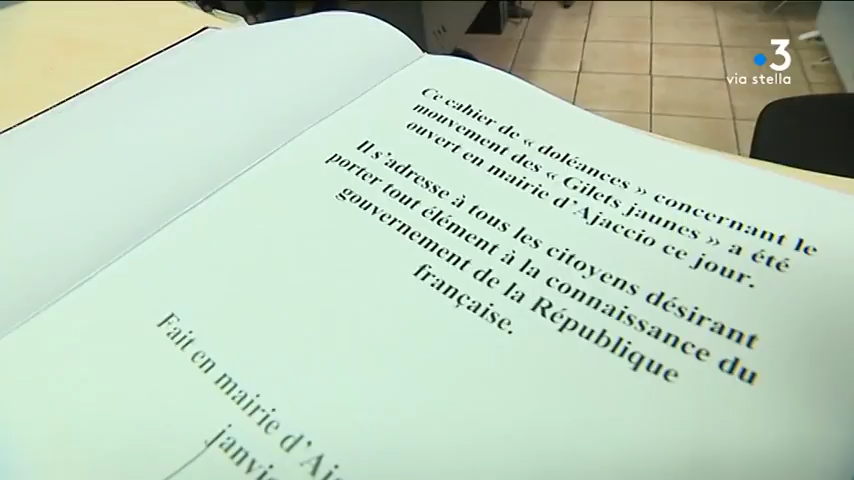 3
via stella
Ce cahier de « doléances » concernant le
mouvement des « Gilets jaunes » a été
ouvert en mairie d'Ajaccio ce jour.
Il s'adresse à tous les citoyens désirant
porter tout élément à la connaissance du
gouvernement de la République
française.
Fait en mairie